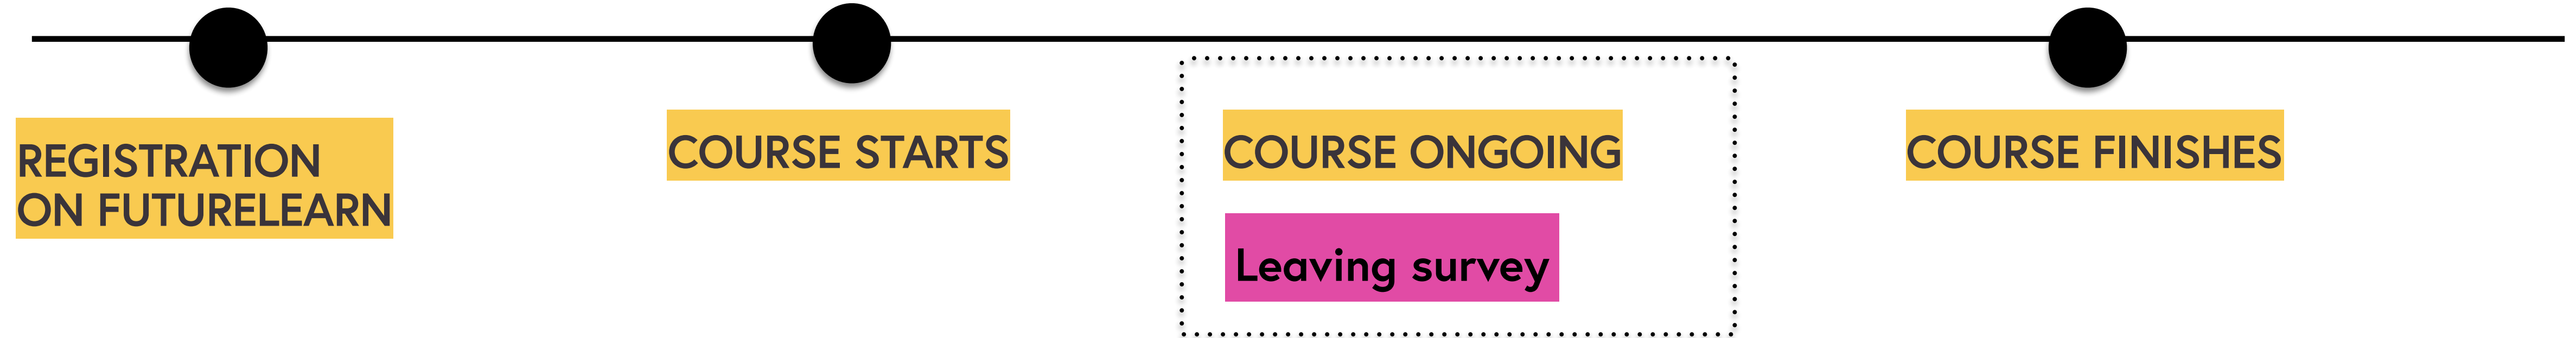 REGISTRATION
ON FUTURELEARN
COURSE STARTS
COURSE ONGOING
Leaving survey
COURSE FINISHES